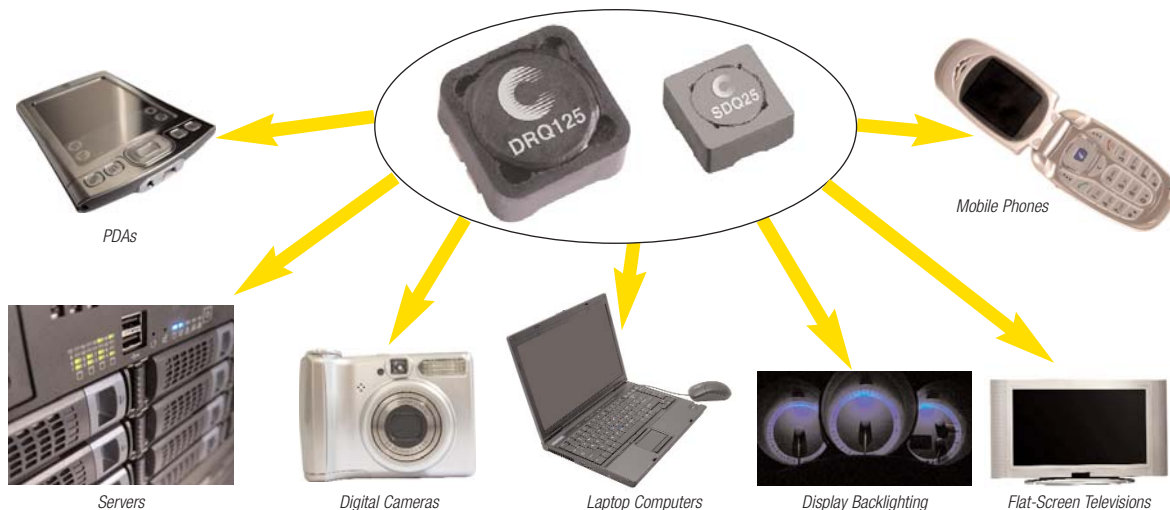 DRQ125
SDQ25
PDAs
Mobile Phones
Servers
Digital Cameras
Laptop Computers
Display Backlighting
Flat-Screen Televisions